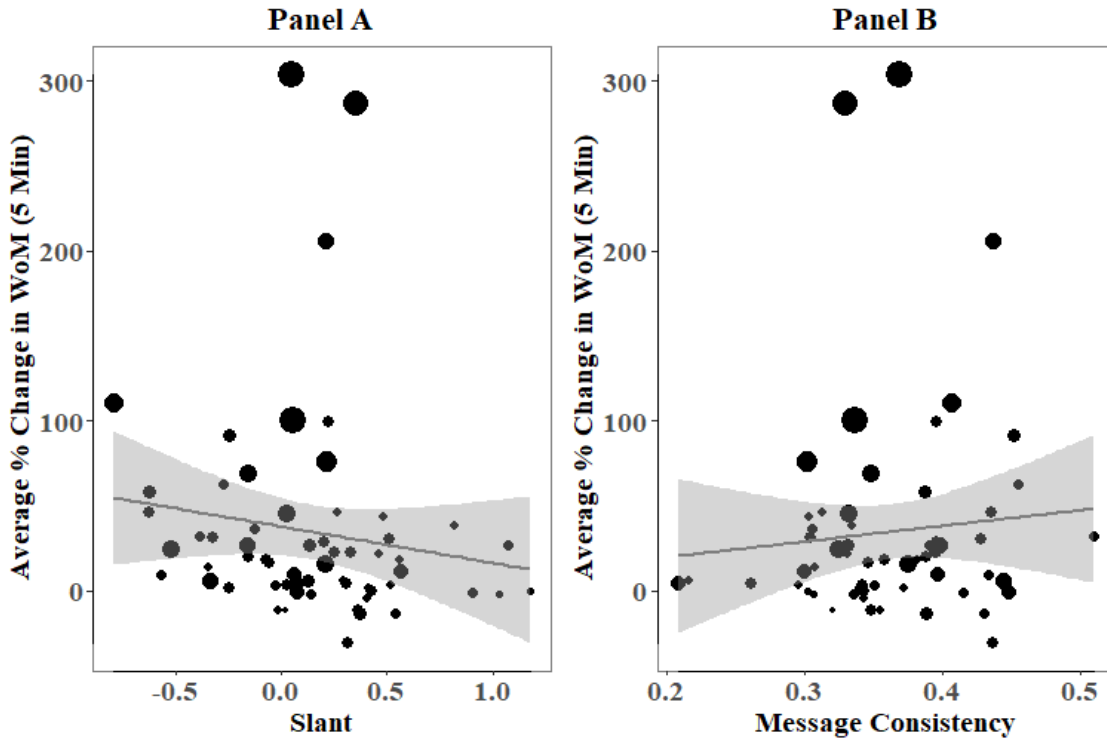 Panel A
Average % Change in WoM (5 Min)
300
200
100
0
-0.5 0.0 0.5 1.0
Slant
Panel B
Average % Change in WoM (5 Min)
300
200
100
0
0.2 0.3 0.4 0.5
Message Consistency